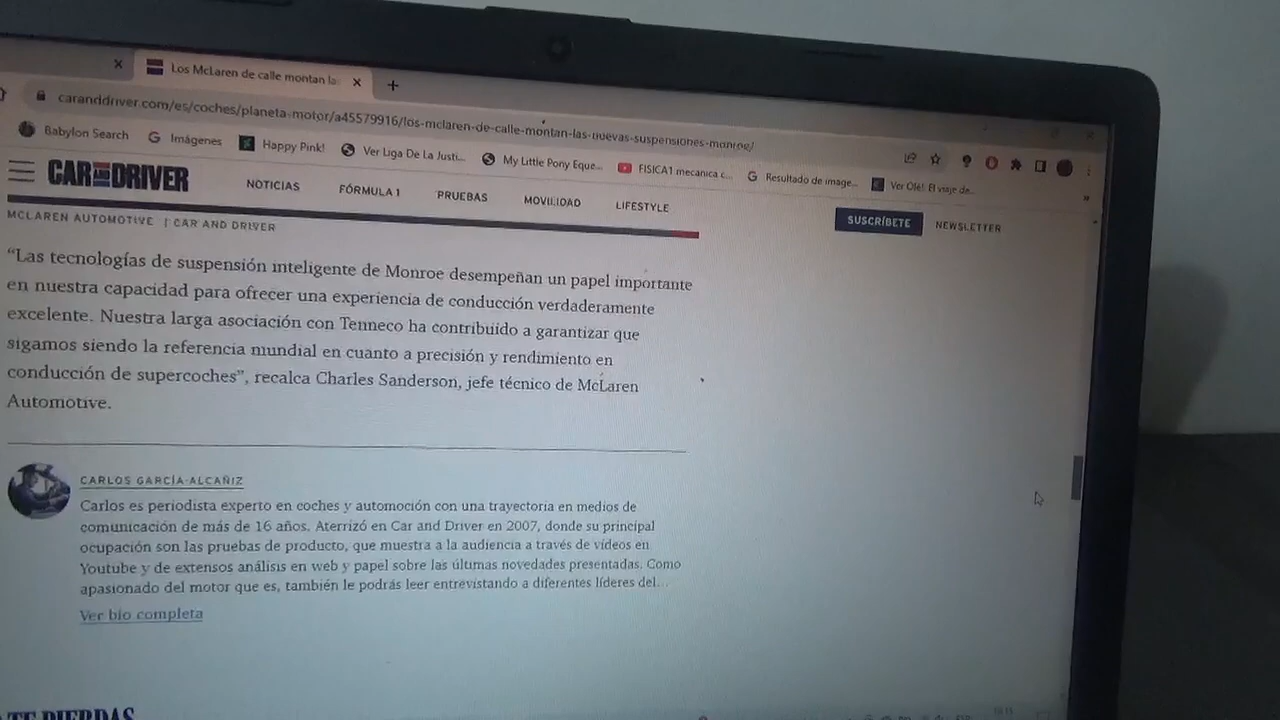 Los McLaren de calle montan la
caranddriver.com/es/coches/planeta-motor/a45579916/los-mclaren-de-calle-montan-las-nuevas-suspensiones-monroe/
Babylon Search Imágenes Happy Pink! Ver Liga De La Justi... My Little Pony Eque... FISICA1 mecanica c... Resultado de image... Ver Olé! El viaje de...
CAR AND DRIVER NOTICIAS FÓRMULA 1 PRUEBAS MOVILIDAD LIFESTYLE SUSCRÍBETE NEWSLETTER
MCLAREN AUTOMOTIVE | CAR AND DRIVER
“Las tecnologías de suspensión inteligente de Monroe desempeñan un papel importante
en nuestra capacidad para ofrecer una experiencia de conducción verdaderamente
excelente. Nuestra larga asociación con Tenneco ha contribuido a garantizar que
sigamos siendo la referencia mundial en cuanto a precisión y rendimiento en
conducción de supercoches”, recalca Charles Sanderson, jefe técnico de McLaren
Automotive.
CARLOS GARCÍA-ALCAÑIZ
Carlos es periodista experto en coches y automoción con una trayectoria en medios de
comunicación de más de 16 años. Aterrizó en Car and Driver en 2007, donde su principal
ocupación son las pruebas de producto, que muestra a la audiencia a través de vídeos en
Youtube y de extensos análisis en web y papel sobre las últumas novedades presentadas. Como
apasionado del motor que es, también le podrás leer entrevistando a diferentes líderes del...
Ver bio completa
TE PIERDAS